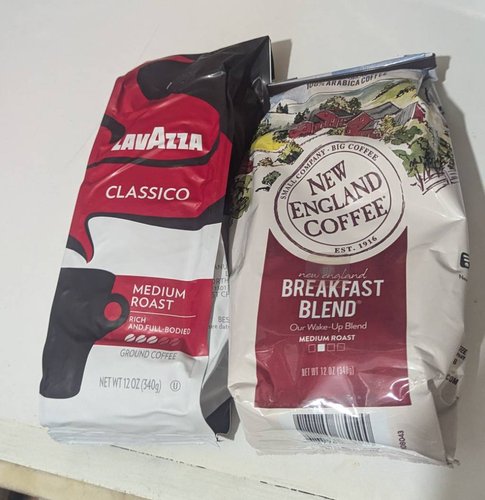 LAVAZZA
CLASSICO
MEDIUM
ROAST
RICH
AND FULL-BODIED
GROUND COFFEE
NET WT 12 OZ (340g)
100% ARABICA COFFEE
SMALL COMPANY · BIG COFFEE
NEW
ENGLAND
COFFEE
EST. 1916
new england
BREAKFAST
BLEND
Our Wake-Up Blend
MEDIUM ROAST
NET WT 12 OZ (340g)